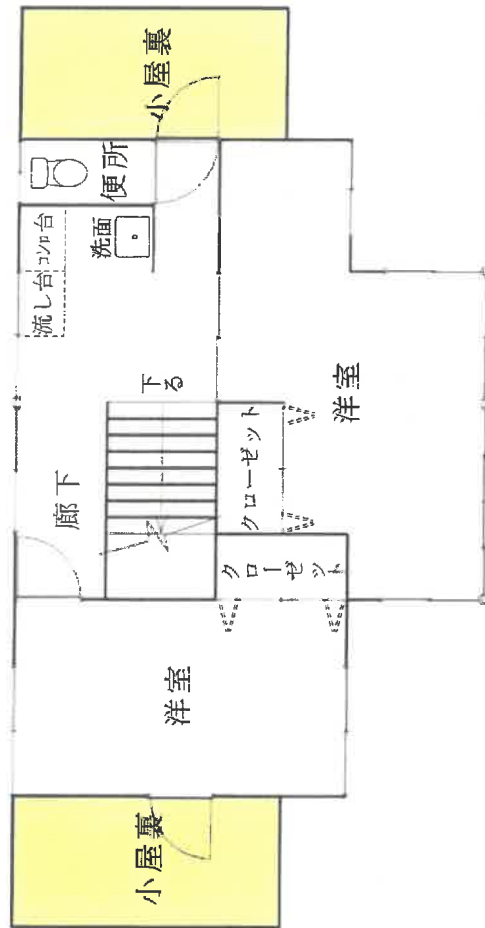 小屋裏
便所
流し台
コンロ台
洗面
下る
廊下
クローゼット
洋室
クローゼット
洋室
小屋裏